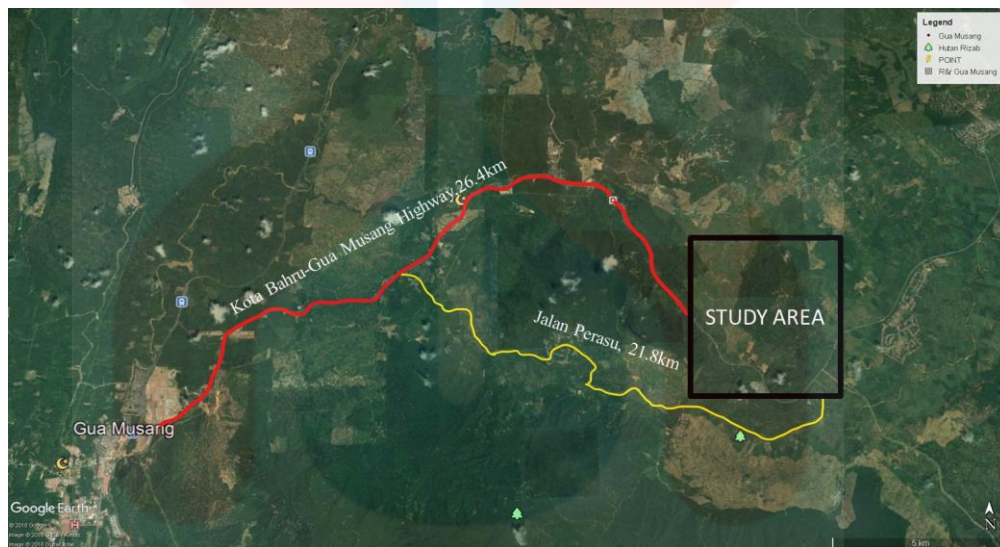 Legend
Gua Musang
Hutan Rizab
POINT
R&r Gua Musang
Kota Bahru-Gua Musang Highway,26.4km
STUDY AREA
Jalan Perasu, 21.8km
Gua Musang
Google Earth
N
5 km